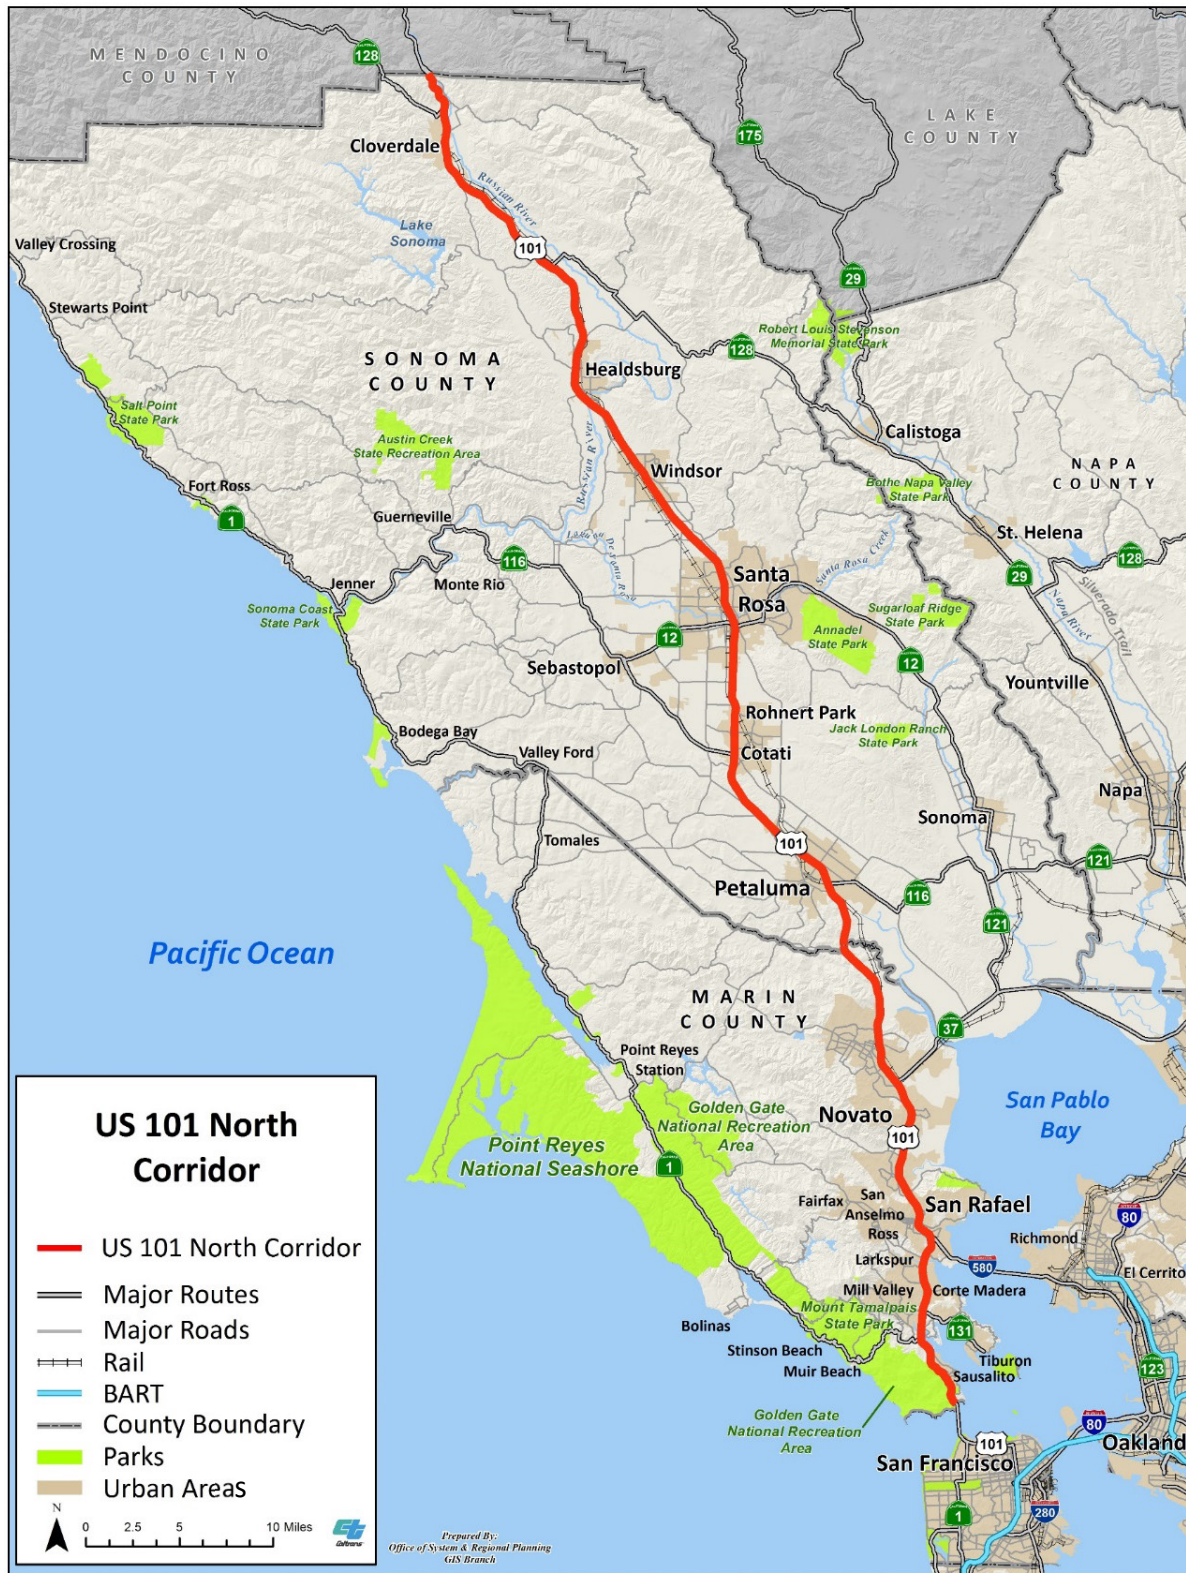 MENDOCINO
COUNTY
128
LAKE
COUNTY
175
Cloverdale
Russian River
Lake
Sonoma
101
Valley Crossing
29
Stewarts Point
Robert Louis Stevenson
Memorial State Park
128
SONOMA
COUNTY
Healdsburg
Salt Point
State Park
Austin Creek
State Recreation Area
Calistoga
Russian River
Windsor
NAPA
COUNTY
Bothe Napa Valley
State Park
Fort Ross
1
Guerneville
St. Helena
Laguna
De Santa Rosa
Santa Rosa Creek
116
128
Santa
Rosa
29
Jenner
Monte Rio
Silverado Trail
Napa River
Sonoma Coast
State Park
Sugarloaf Ridge
State Park
Annadel
State Park
12
12
Sebastopol
Yountville
Rohnert Park
Bodega Bay
Jack London Ranch
State Park
Valley Ford
Cotati
Napa
Sonoma
Tomales
101
121
Petaluma
116
121
Pacific Ocean
MARIN
COUNTY
37
Point Reyes
Station
San Pablo
Bay
Golden Gate
National Recreation
Area
Novato
101
Point Reyes
National Seashore
1
Fairfax
San
Anselmo
Ross
San Rafael
80
Richmond
Larkspur
580
El Cerrito
Mill Valley
Corte Madera
Mount Tamalpais
State Park
Bolinas
131
Stinson Beach
Muir Beach
Tiburon
Sausalito
123
Golden Gate
National Recreation
Area
80
101
Oakland
San Francisco
1
280
US 101 North
Corridor
US 101 North Corridor
Major Routes
Major Roads
Rail
BART
County Boundary
Parks
Urban Areas
N
0 2.5 5 10 Miles
Caltrans
Prepared By:
Office of System & Regional Planning
GIS Branch